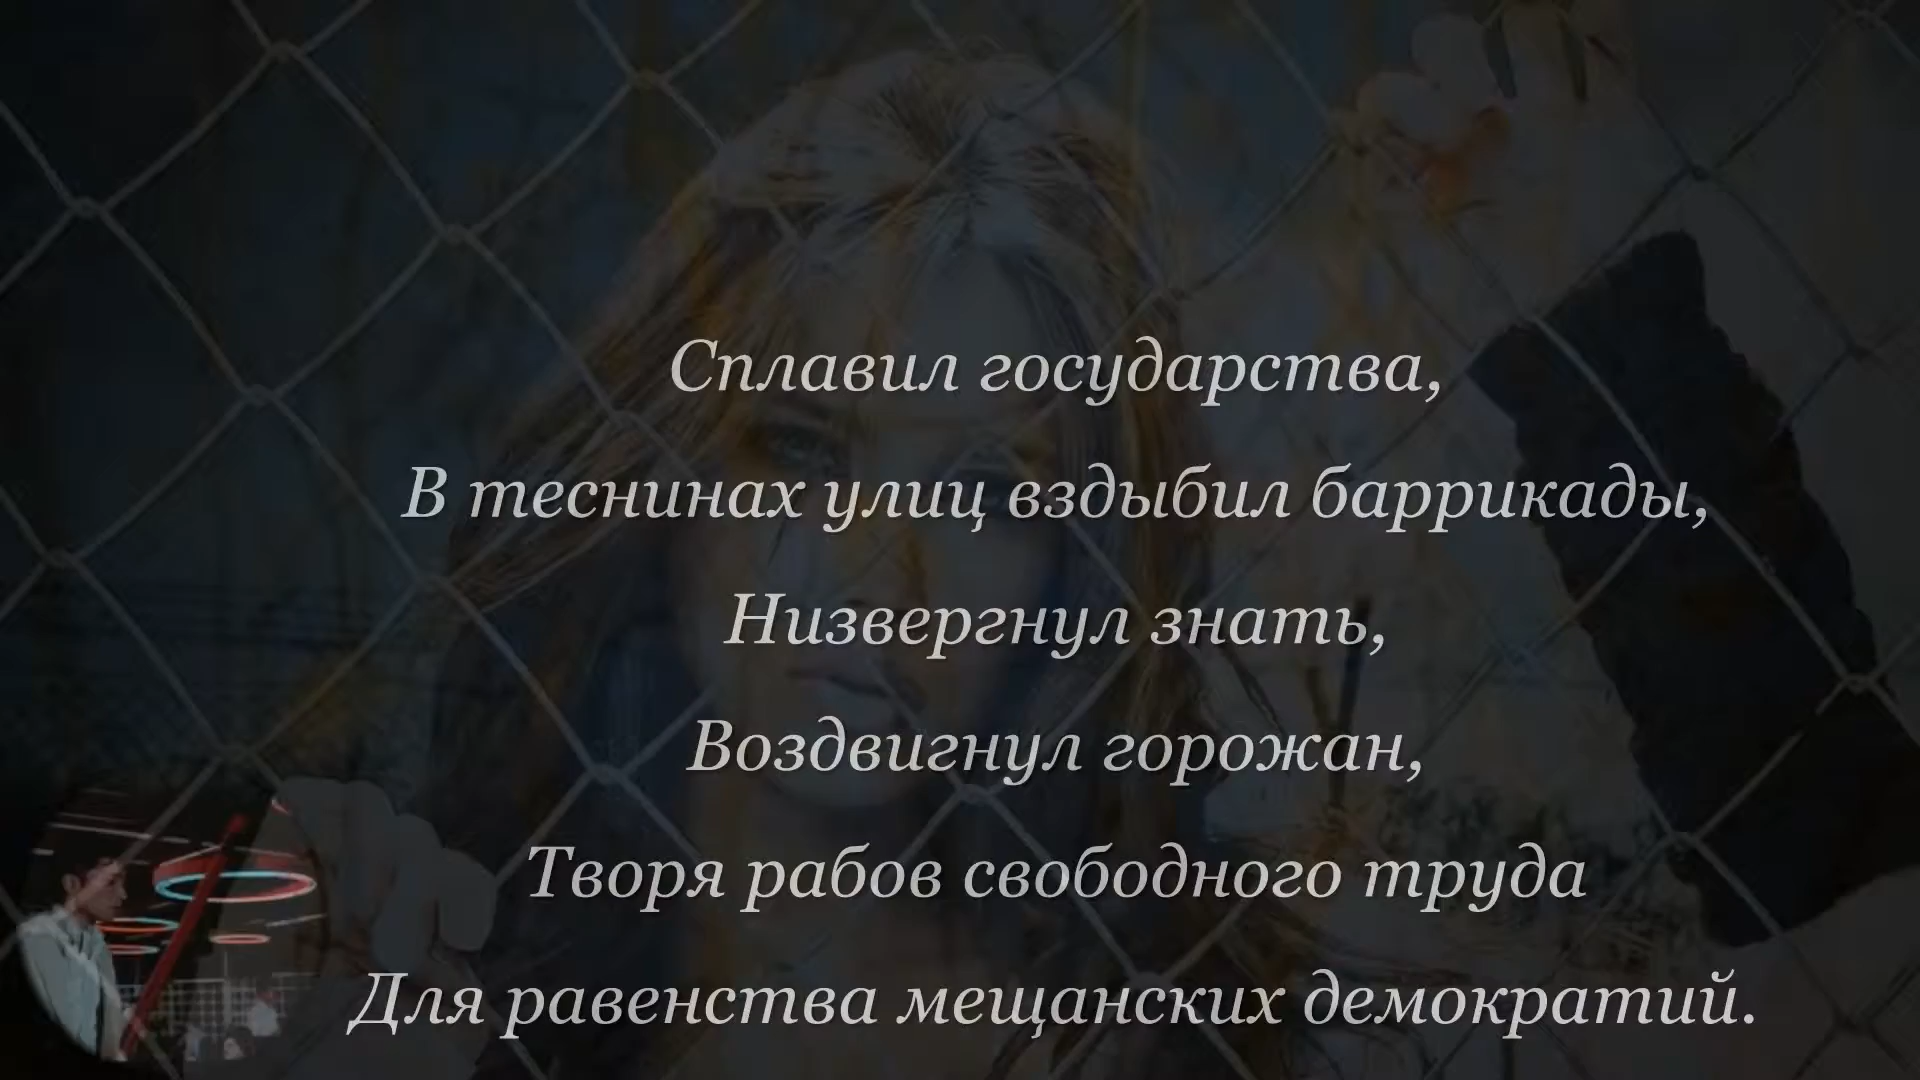 Сплавил государства,
В теснинах улиц вздыбил баррикады,
Низвергнул знать,
Воздвигнул горожан,
Творя рабов свободного труда
Для равенства мещанских демократий.